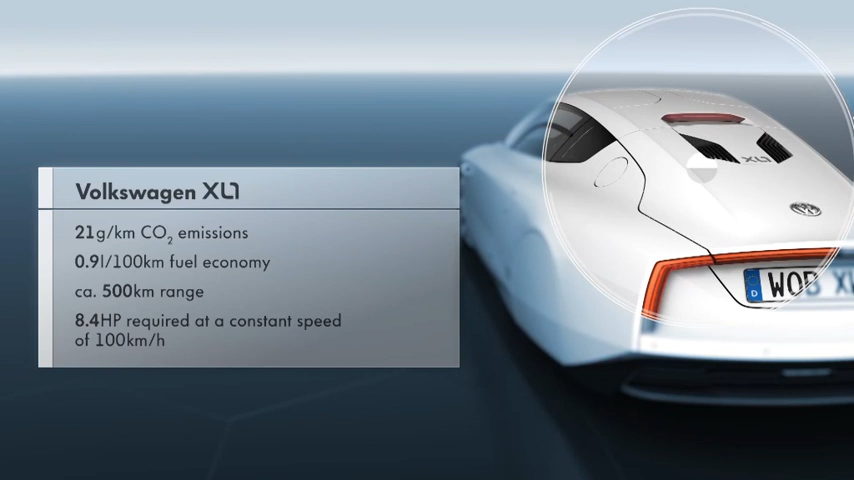 Volkswagen XL1
21g/km CO₂ emissions
0.9l/100km fuel economy
ca. 500km range
8.4HP required at a constant speed
of 100km/h
XL1
D WOB XL